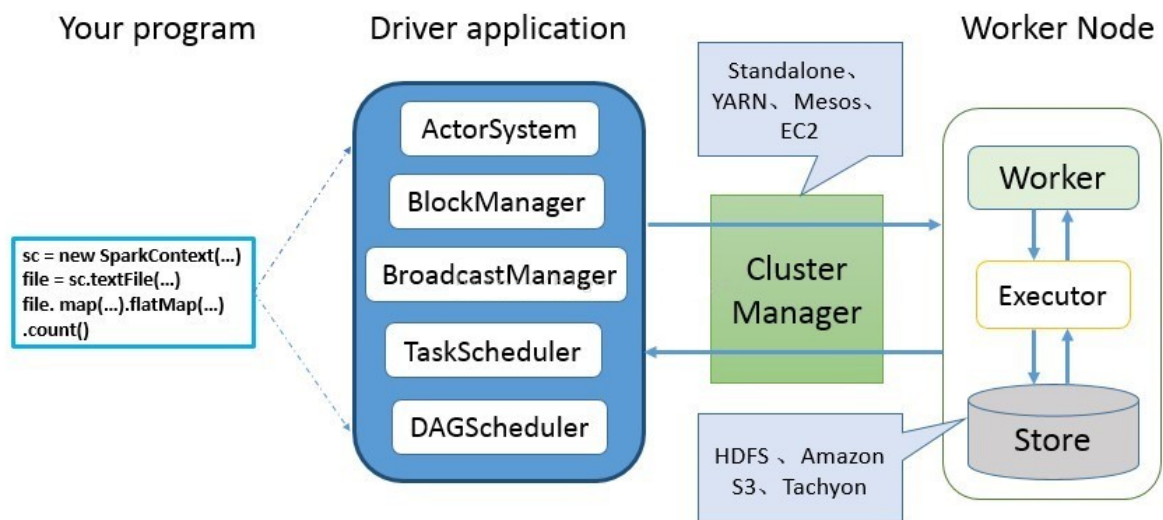 Your program
Driver application
Worker Node
sc = new SparkContext(...)
file = sc.textFile(...)
file. map(...).flatMap(...)
.count()
ActorSystem
BlockManager
BroadcastManager
TaskScheduler
DAGScheduler
Standalone、
YARN、Mesos、
EC2
Cluster
Manager
HDFS 、Amazon
S3、Tachyon
Worker
Executor
Store